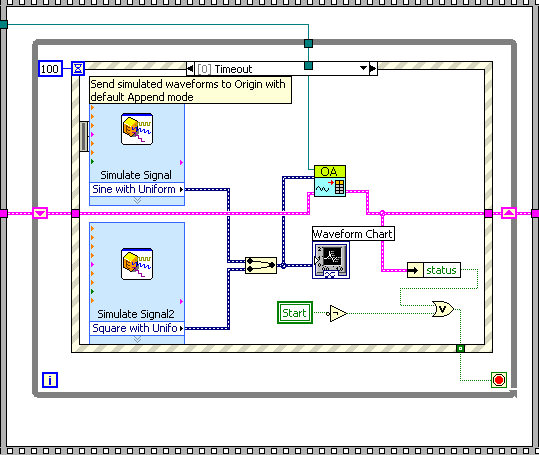 100
[0] Timeout
Send simulated waveforms to Origin with
default Append mode
Simulate Signal
Sine with Uniform
OA
Waveform Chart
status
Simulate Signal2
Start
V
Square with Unifo
i